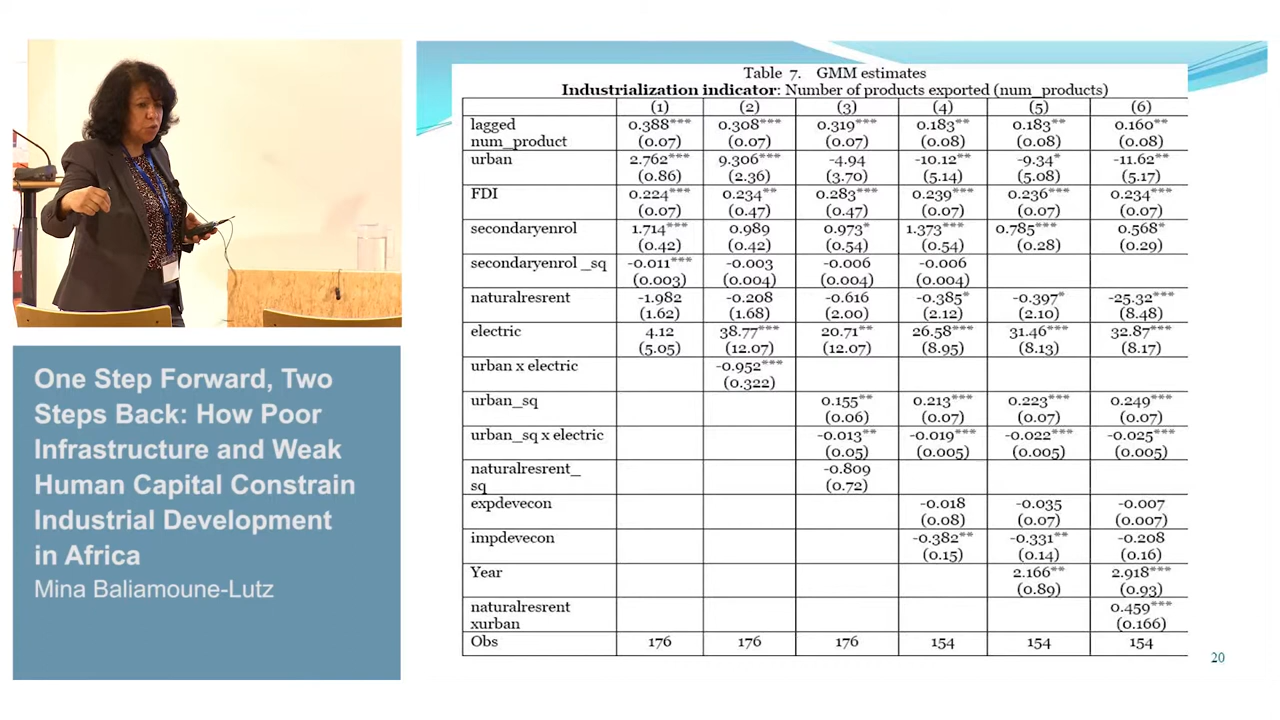 One Step Forward, Two
Steps Back: How Poor
Infrastructure and Weak
Human Capital Constrain
Industrial Development
in Africa
Mina Baliamoune-Lutz
Table 7. GMM estimates
Industrialization indicator: Number of products exported (num_products)
(1) (2) (3) (4) (5) (6)
lagged 0.388*** 0.308*** 0.319*** 0.183** 0.183** 0.160**
num_product (0.07) (0.07) (0.07) (0.08) (0.08) (0.08)
urban 2.762*** 9.306*** -4.94 -10.12** -9.34* -11.62**
(0.86) (2.36) (3.70) (5.14) (5.08) (5.17)
FDI 0.224*** 0.234** 0.283*** 0.239*** 0.236*** 0.234***
(0.07) (0.47) (0.47) (0.07) (0.07) (0.07)
secondaryenrol 1.714*** 0.989 0.973* 1.373*** 0.785*** 0.568*
(0.42) (0.42) (0.54) (0.54) (0.28) (0.29)
secondaryenrol _sq -0.011*** -0.003 -0.006 -0.006
(0.003) (0.004) (0.004) (0.004)
naturalresrent -1.982 -0.208 -0.616 -0.385* -0.397* -25.32***
(1.62) (1.68) (2.00) (2.12) (2.10) (8.48)
electric 4.12 38.77*** 20.71** 26.58*** 31.46*** 32.87***
(5.05) (12.07) (12.07) (8.95) (8.13) (8.17)
urban x electric -0.952***
(0.322)
urban_sq 0.155** 0.213*** 0.223*** 0.249***
(0.06) (0.07) (0.07) (0.07)
urban_sq x electric -0.013** -0.019*** -0.022*** -0.025***
(0.05) (0.005) (0.005) (0.005)
naturalresrent_ -0.809
sq (0.72)
expdevecon -0.018 -0.035 -0.007
(0.08) (0.07) (0.007)
impdevecon -0.382** -0.331** -0.208
(0.15) (0.14) (0.16)
Year 2.166** 2.918***
(0.89) (0.93)
naturalresrent 0.459***
xurban (0.166)
Obs 176 176 176 154 154 154
20